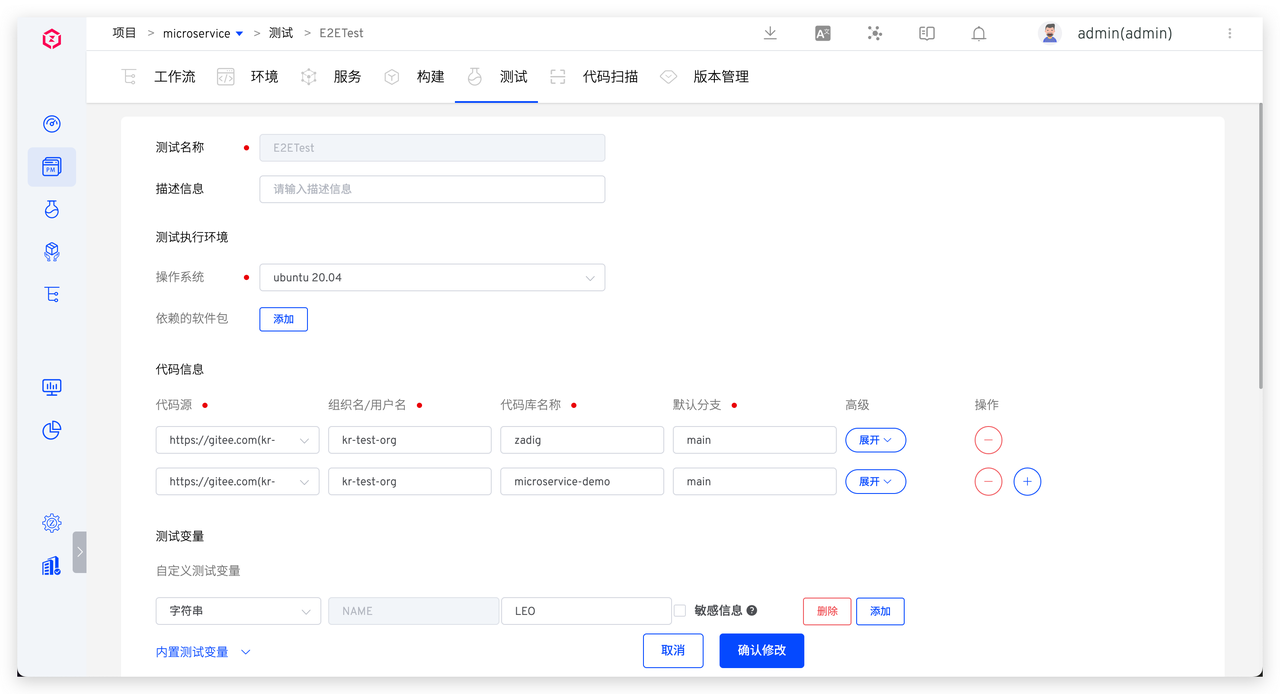 项目 > microservice > 测试 > E2ETest
admin(admin)
工作流 环境 服务 构建 测试 代码扫描 版本管理
PM
测试名称 E2ETest
描述信息 请输入描述信息
测试执行环境
操作系统 ubuntu 20.04
依赖的软件包 添加
代码信息
代码源 组织名/用户名 代码库名称 默认分支 高级 操作
https://gitee.com(kr- kr-test-org zadig main 展开
https://gitee.com(kr- kr-test-org microservice-demo main 展开
测试变量
自定义测试变量
字符串 NAME LEO 敏感信息 删除 添加
内置测试变量 取消 确认修改